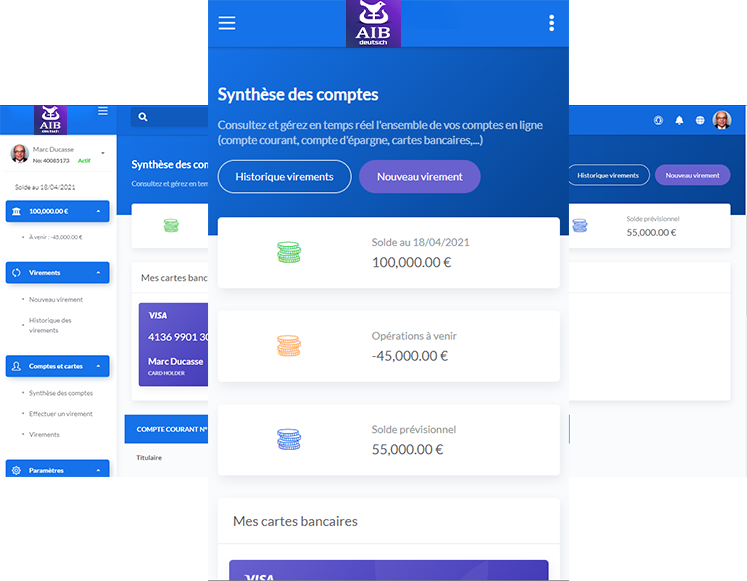 AIB
deutsch
Synthèse des comptes
Consultez et gérez en temps réel l'ensemble de vos comptes en ligne
(compte courant, compte d'épargne, cartes bancaires,...)
Historique virements
Nouveau virement
Solde au 18/04/2021
100,000.00 €
Opérations à venir
-45,000.00 €
Solde prévisionnel
55,000.00 €
Mes cartes bancaires
VISA
AIB
deutsch
Marc Ducasse
No: 40085173 Actif
Solde au 18/04/2021
100,000.00 €
À venir : -45,000.00 €
Virements
Nouveau virement
Historique des
virements
Comptes et cartes
Synthèse des comptes
Effectuer un virement
Virements
Paramètres
Synthèse des com
Consultez et gérez en tem
Mes cartes banc
VISA
4136 9901 30
Marc Ducasse
CARD HOLDER
COMPTE COURANT N°
Titulaire
Historique virements
Nouveau virement
Solde prévisionnel
55,000.00 €